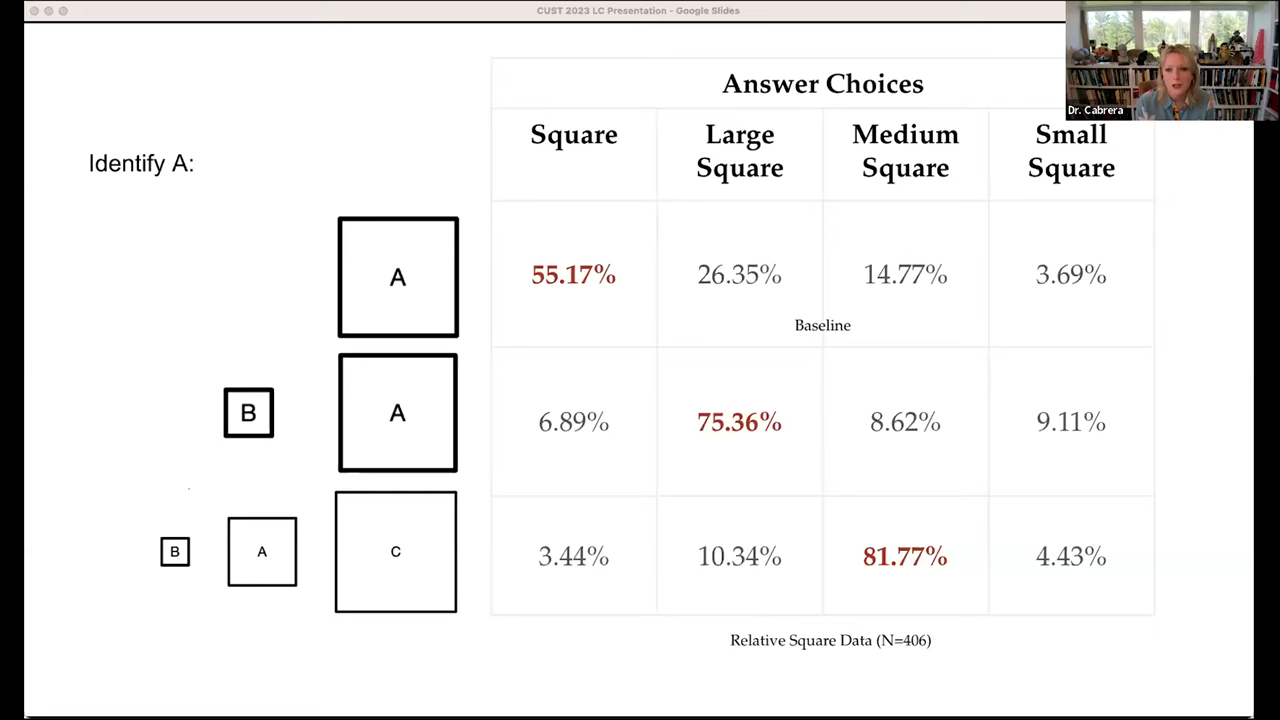 CUST 2023 LC Presentation - Google Slides
Dr. Cabrera
Answer Choices
Identify A:
Square
Large
Square
Medium
Square
Small
Square
A
55.17%
26.35%
14.77%
3.69%
Baseline
B
A
6.89%
75.36%
8.62%
9.11%
B
A
C
3.44%
10.34%
81.77%
4.43%
Relative Square Data (N=406)